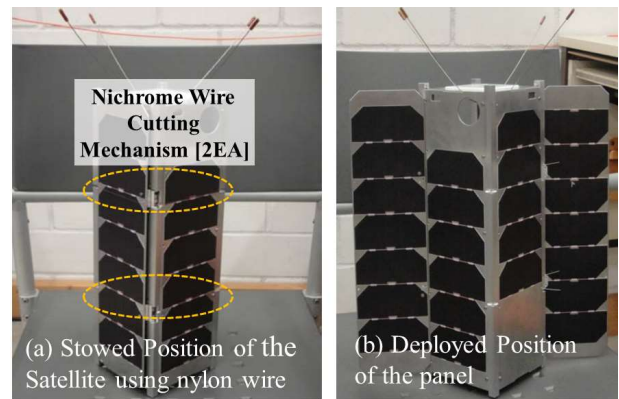 Nichrome Wire
Cutting
Mechanism [2EA]
(a) Stowed Position of the
Satellite using nylon wire
(b) Deployed Position
of the panel